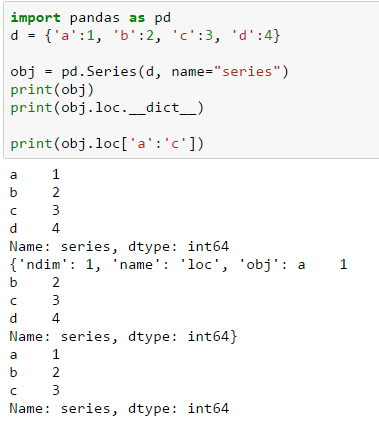 import pandas as pd
d = {'a':1, 'b':2, 'c':3, 'd':4}

obj = pd.Series(d, name="series")
print(obj)
print(obj.loc.__dict__)

print(obj.loc['a':'c'])
a    1
b    2
c    3
d    4
Name: series, dtype: int64
{'ndim': 1, 'name': 'loc', 'obj': a    1
b    2
c    3
d    4
Name: series, dtype: int64}
a    1
b    2
c    3
Name: series, dtype: int64